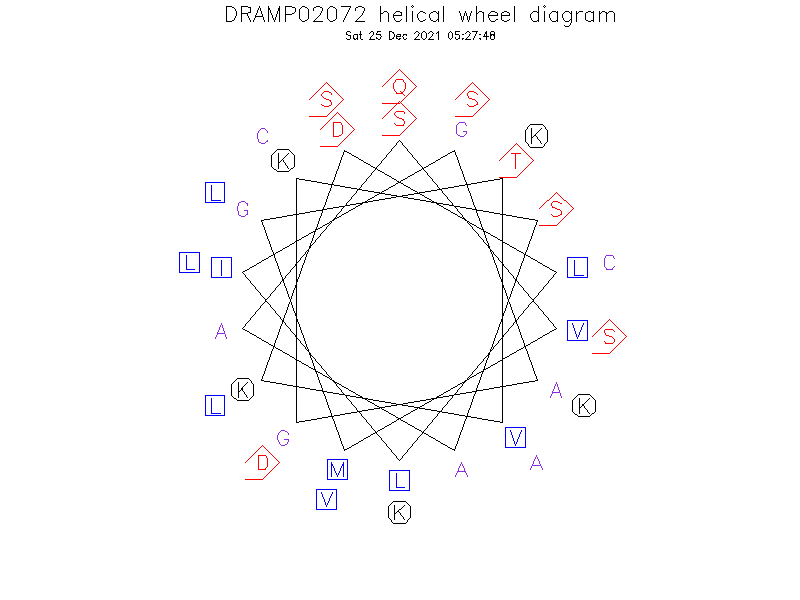 DRAMP02072 helical wheel diagram
Sat 25 Dec 2021 05:27:48
Q
S S
S
D G
C K
K T
L
G S
L I L C
A V S
L K A K
G V
D M A A
L
V
K